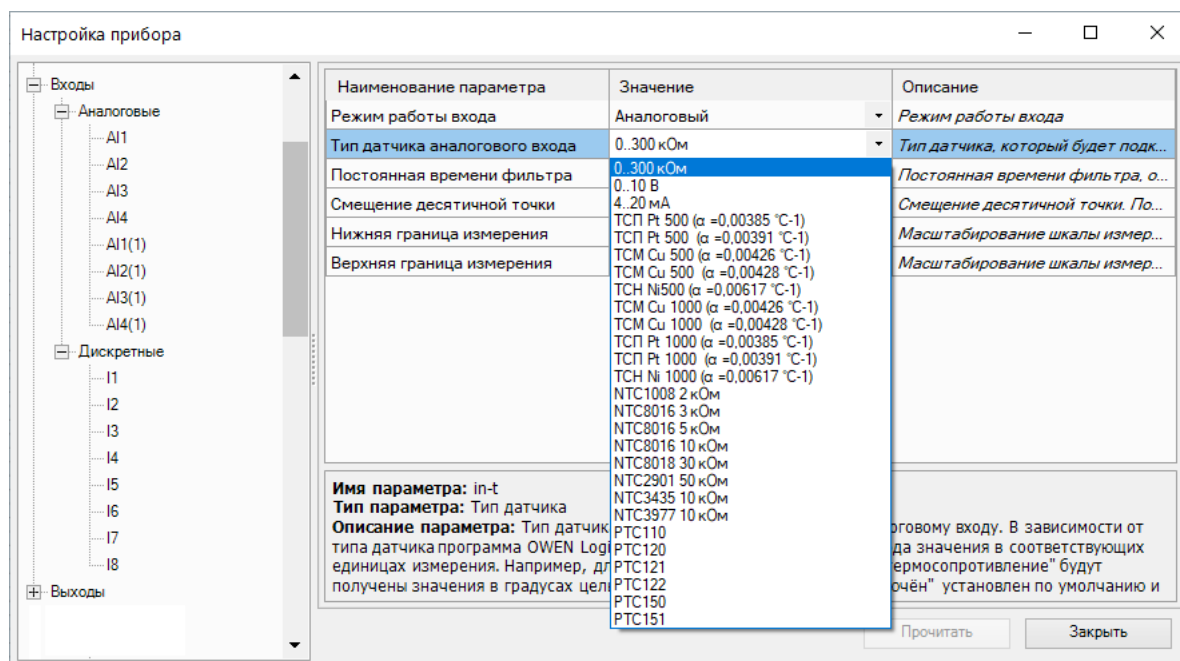 Настройка прибора
Входы
Аналоговые
AI1
AI2
AI3
AI4
AI1(1)
AI2(1)
AI3(1)
AI4(1)
Дискретные
I1
I2
I3
I4
I5
I6
I7
I8
Выходы
Наименование параметра Значение Описание
Режим работы входа Аналоговый Режим работы входа
Тип датчика аналогового входа 0..300 кОм Тип датчика, который будет подк...
Постоянная времени фильтра Постоянная времени фильтра, о...
Смещение десятичной точки Смещение десятичной точки. По...
Нижняя граница измерения Масштабирование шкалы измер...
Верхняя граница измерения Масштабирование шкалы измер...
0..300 кОм
0..10 В
4..20 мА
ТСП Pt 500 (α =0,00385 °C-1)
ТСП Pt 500 (α =0,00391 °C-1)
ТСМ Cu 500 (α =0,00426 °C-1)
ТСМ Cu 500 (α =0,00428 °C-1)
ТСН Ni500 (α =0,00617 °C-1)
ТСМ Cu 1000 (α =0,00426 °C-1)
ТСМ Cu 1000 (α =0,00428 °C-1)
ТСП Pt 1000 (α =0,00385 °C-1)
ТСП Pt 1000 (α =0,00391 °C-1)
ТСН Ni 1000 (α =0,00617 °C-1)
NTC1008 2 кОм
NTC8016 3 кОм
NTC8016 5 кОм
NTC8016 10 кОм
NTC8018 30 кОм
NTC2901 50 кОм
NTC3435 10 кОм
NTC3977 10 кОм
PTC110
PTC120
PTC121
PTC122
PTC150
PTC151
Имя параметра: in-t
Тип параметра: Тип датчика
Описание параметра: Тип датчик оговому входу. В зависимости от
типа датчика программа OWEN Logi да значения в соответствующих
единицах измерения. Например, дл ермосопротивление" будут
получены значения в градусах цел очён" установлен по умолчанию и
Прочитать Закрыть